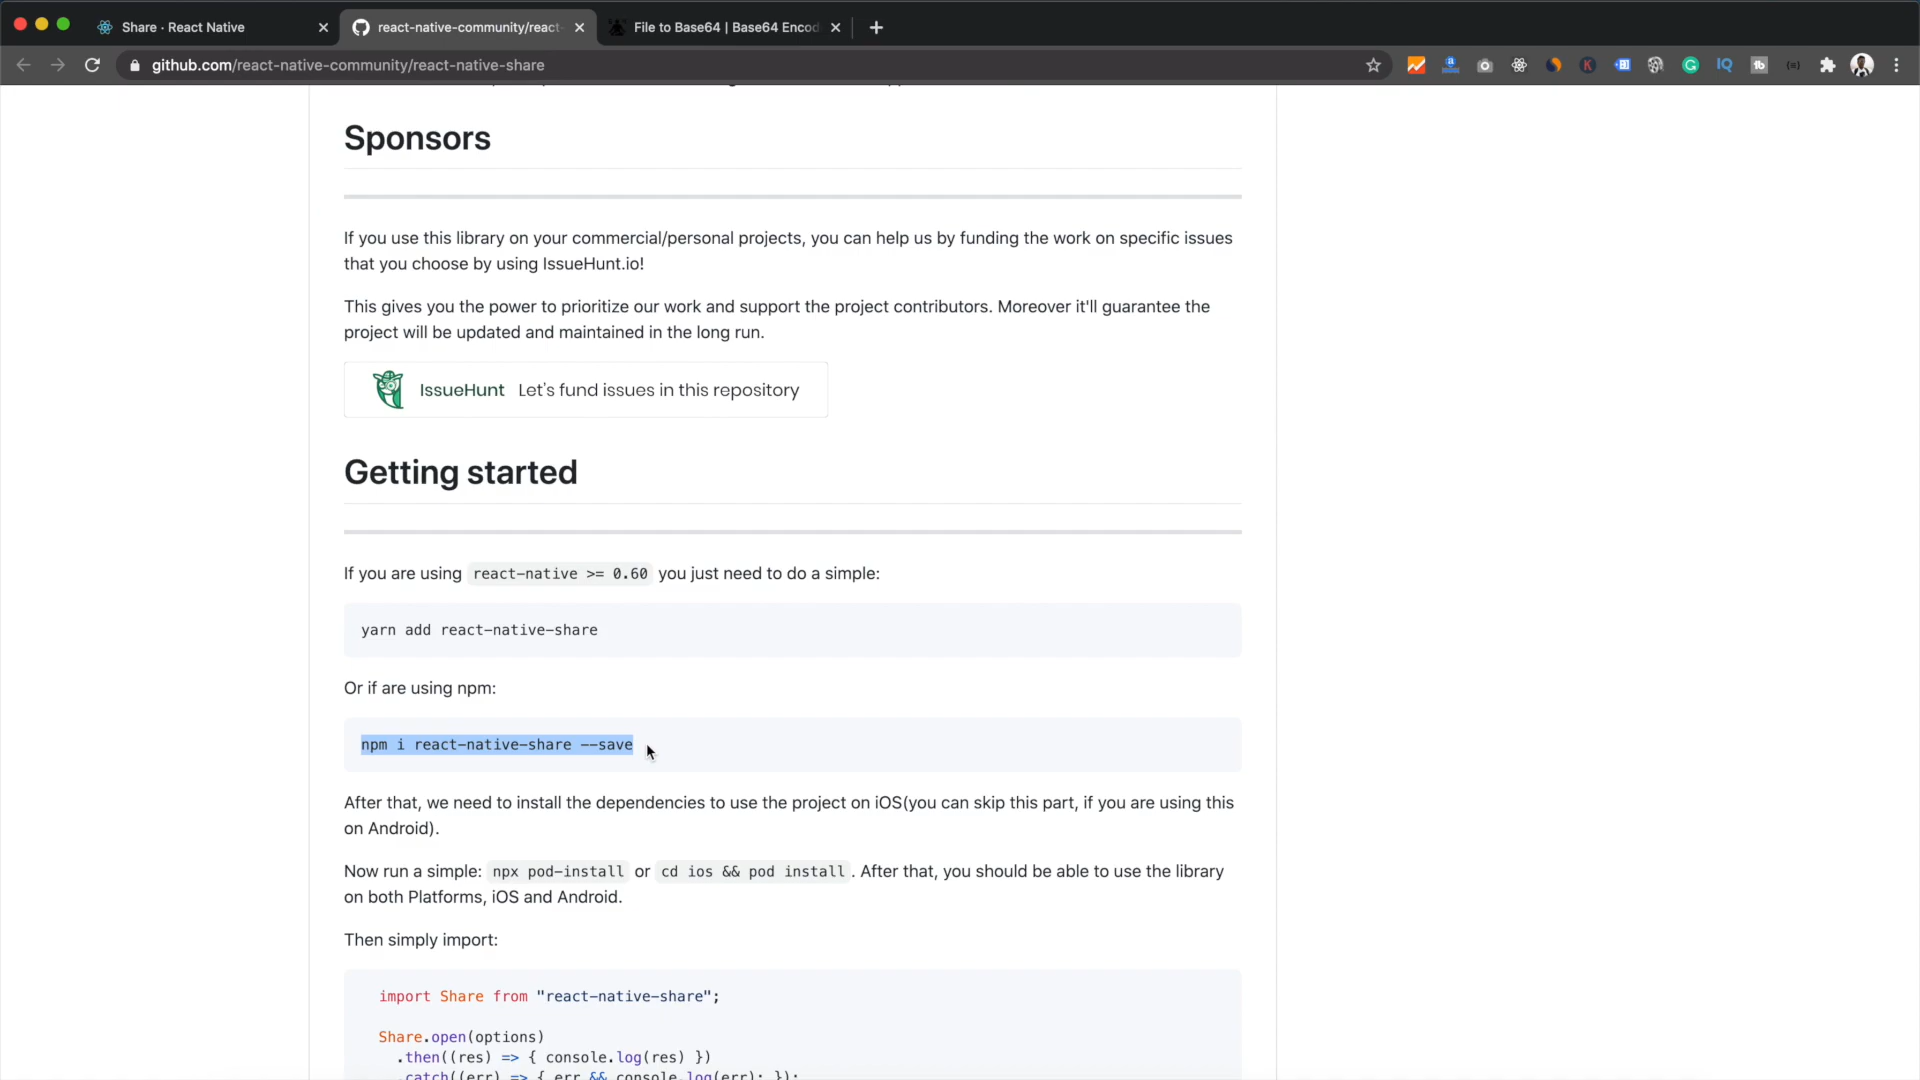 Share · React Native
react-native-community/react-
File to Base64 | Base64 Encod
github.com/react-native-community/react-native-share
Sponsors
If you use this library on your commercial/personal projects, you can help us by funding the work on specific issues
that you choose by using IssueHunt.io!
This gives you the power to prioritize our work and support the project contributors. Moreover it'll guarantee the
project will be updated and maintained in the long run.
IssueHunt Let's fund issues in this repository
Getting started
If you are using react-native >= 0.60 you just need to do a simple:
yarn add react-native-share
Or if are using npm:
npm i react-native-share --save
After that, we need to install the dependencies to use the project on iOS(you can skip this part, if you are using this
on Android).
Now run a simple: npx pod-install or cd ios && pod install. After that, you should be able to use the library
on both Platforms, iOS and Android.
Then simply import:
import Share from "react-native-share";
Share.open(options)
.then((res) => { console.log(res) })
.catch((err) => { err && console.log(err); });